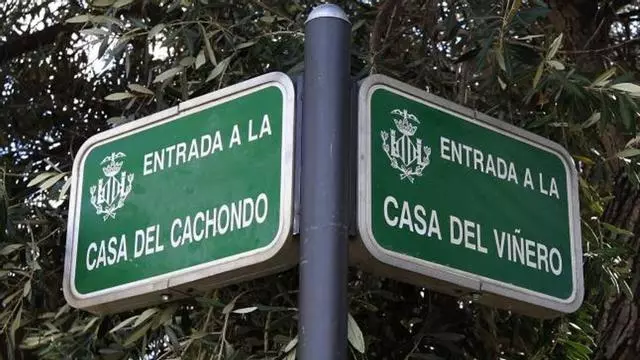 ENTRADA A LA
CASA DEL CACHONDO
ENTRADA A LA
CASA DEL VIÑERO